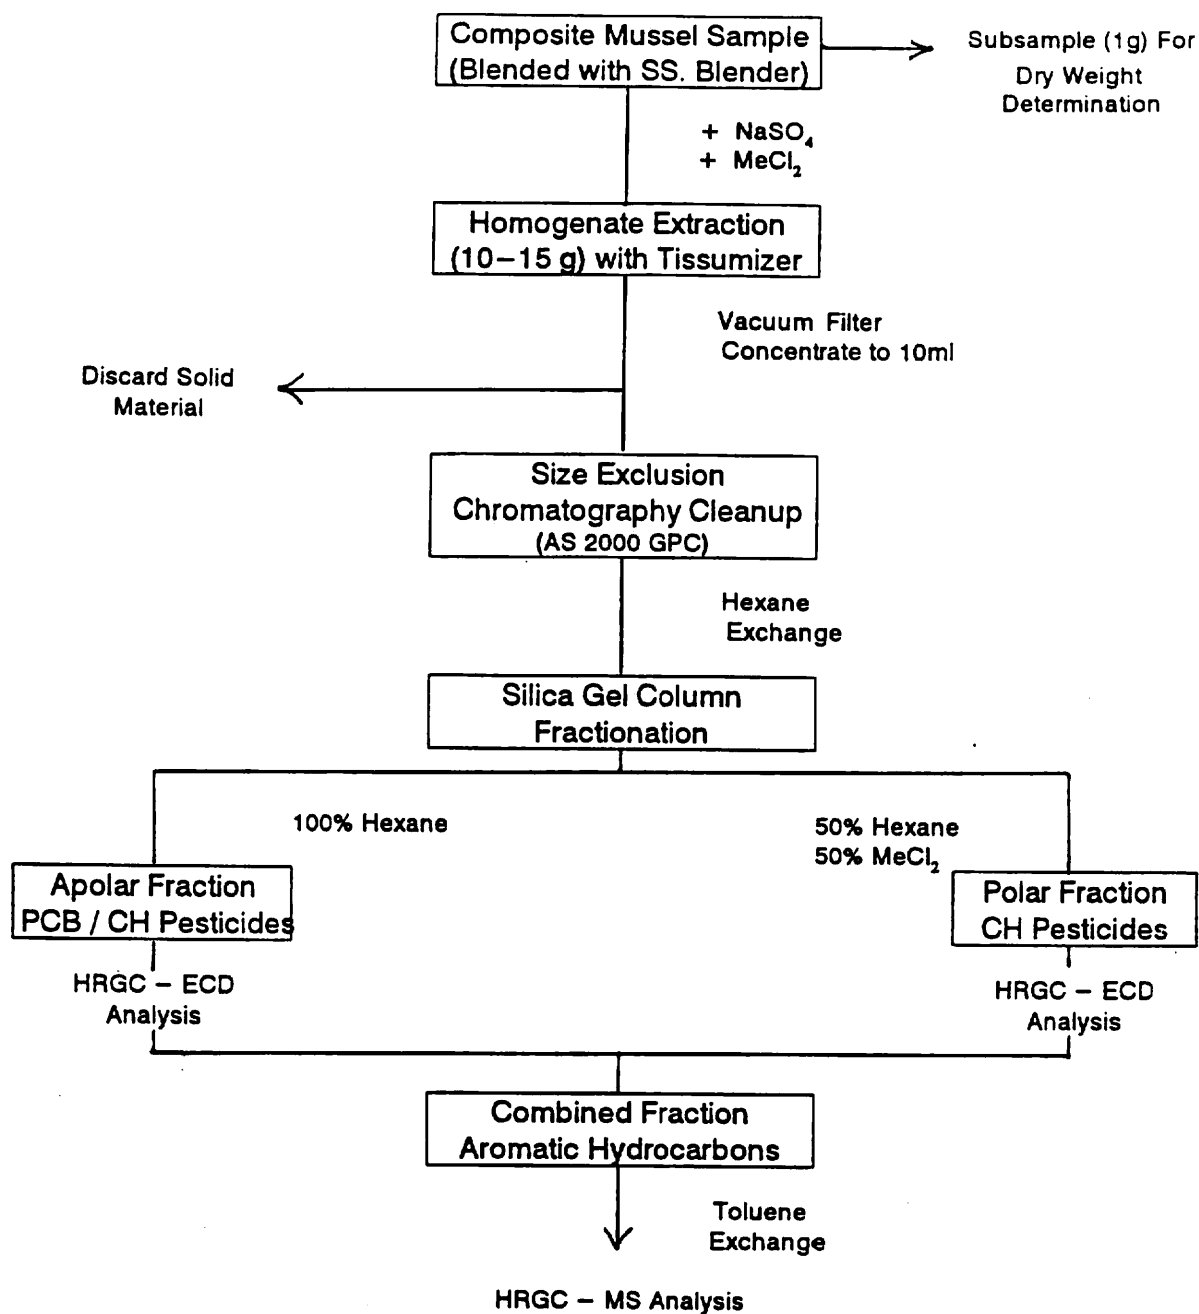 Composite Mussel Sample
(Blended with SS. Blender)
Subsample (1g) For
Dry Weight
Determination
+ NaSO₄
+ MeCl₂
Homogenate Extraction
(10–15 g) with Tissumizer
Vacuum Filter
Concentrate to 10ml
Discard Solid
Material
Size Exclusion
Chromatography Cleanup
(AS 2000 GPC)
Hexane
Exchange
Silica Gel Column
Fractionation
100% Hexane
50% Hexane
50% MeCl₂
Apolar Fraction
PCB / CH Pesticides
Polar Fraction
CH Pesticides
HRGC – ECD
Analysis
HRGC – ECD
Analysis
Combined Fraction
Aromatic Hydrocarbons
Toluene
Exchange
HRGC – MS Analysis